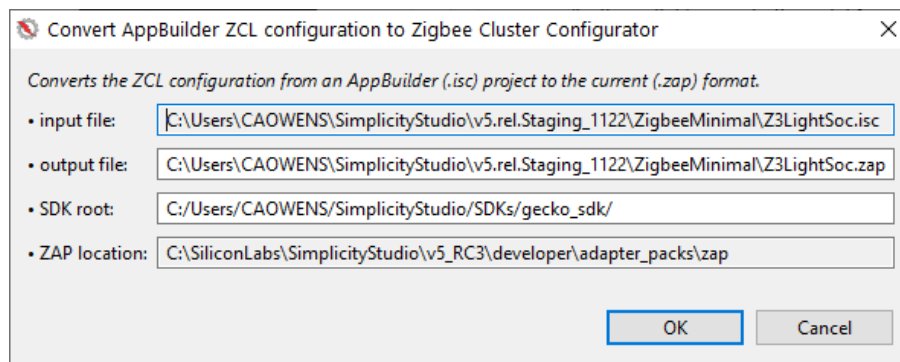 Convert AppBuilder ZCL configuration to Zigbee Cluster Configurator
Converts the ZCL configuration from an AppBuilder (.isc) project to the current (.zap) format.
• input file: C:\Users\CAOWENS\SimplicityStudio\v5.rel.Staging_1122\ZigbeeMinimal\Z3LightSoc.isc
• output file: C:\Users\CAOWENS\SimplicityStudio\v5.rel.Staging_1122\ZigbeeMinimal\Z3LightSoc.zap
• SDK root: C:/Users/CAOWENS/SimplicityStudio/SDKs/gecko_sdk/
• ZAP location: C:\SiliconLabs\SimplicityStudio\v5_RC3\developer\adapter_packs\zap
OK Cancel